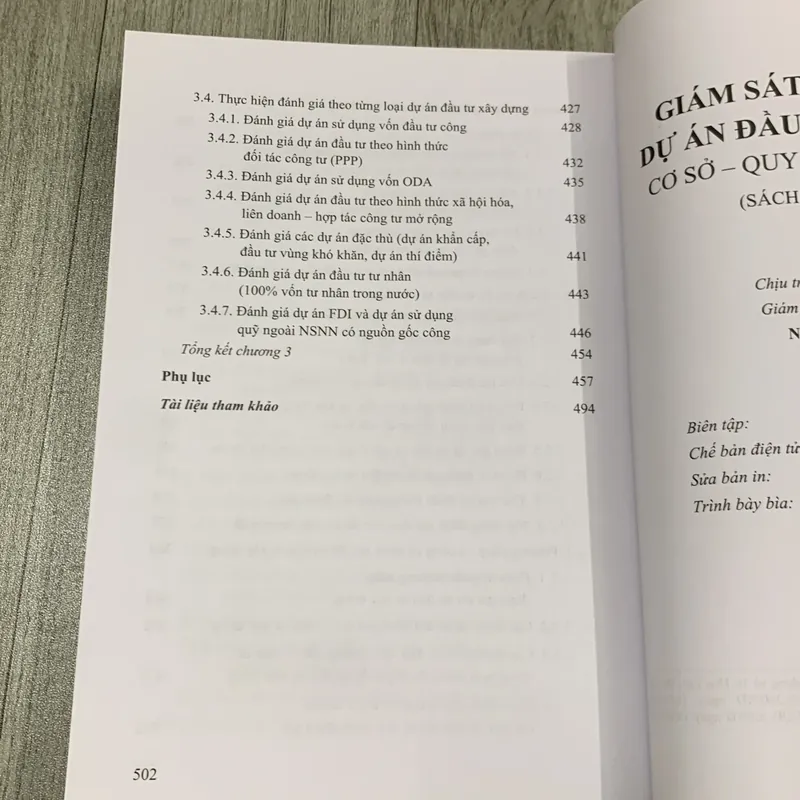 3.4. Thực hiện đánh giá theo từng loại dự án đầu tư xây dựng 427
3.4.1. Đánh giá dự án sử dụng vốn đầu tư công 428
3.4.2. Đánh giá dự án đầu tư theo hình thức
đối tác công tư (PPP) 432
3.4.3. Đánh giá dự án sử dụng vốn ODA 435
3.4.4. Đánh giá dự án đầu tư theo hình thức xã hội hóa,
liên doanh – hợp tác công tư mở rộng 438
3.4.5. Đánh giá các dự án đặc thù (dự án khẩn cấp,
đầu tư vùng khó khăn, dự án thí điểm) 441
3.4.6. Đánh giá dự án đầu tư tư nhân
(100% vốn tư nhân trong nước) 443
3.4.7. Đánh giá dự án FDI và dự án sử dụng
quỹ ngoài NSNN có nguồn gốc công 446
Tổng kết chương 3 454
Phụ lục 457
Tài liệu tham khảo 494
502
GIÁM SÁT
DỰ ÁN ĐẦU
CƠ SỞ – QUY
(SÁCH
Chịu tr
Giám
N
Biên tập:
Chế bản điện tử
Sửa bản in:
Trình bày bìa: